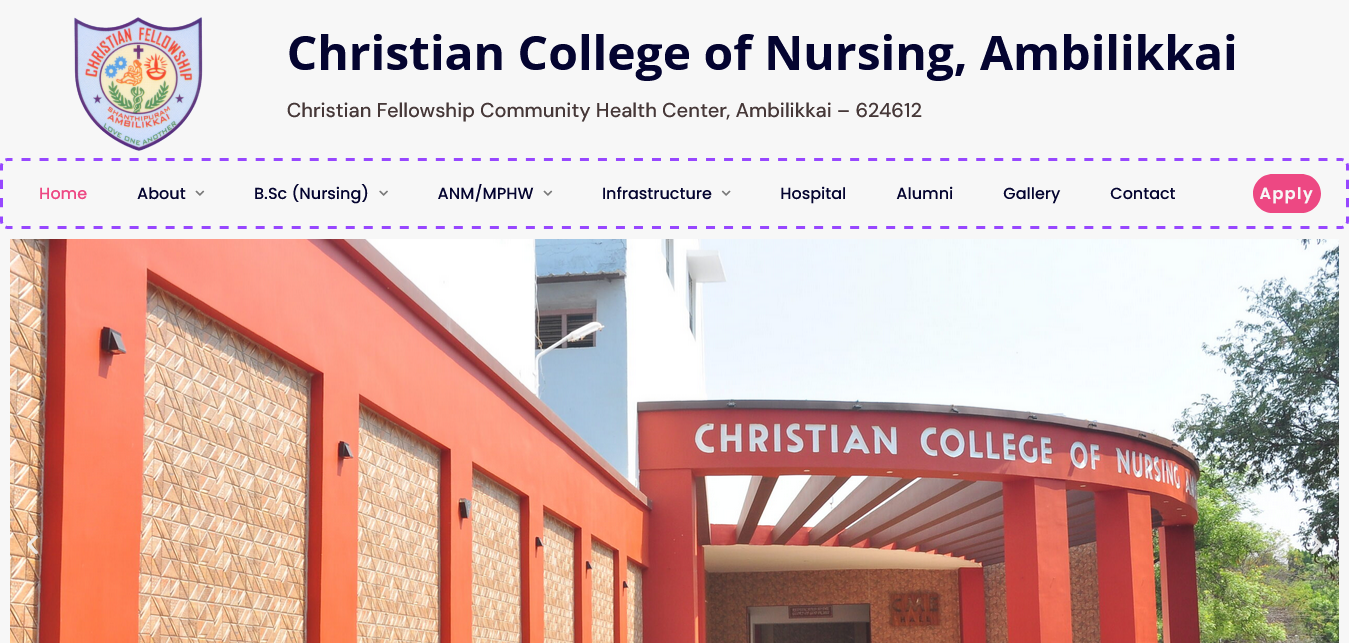 CHRISTIAN FELLOWSHIP
SHANTHIPURAM
AMBILIKKAI
LOVE ONE ANOTHER
Christian College of Nursing, Ambilikkai
Christian Fellowship Community Health Center, Ambilikkai – 624612
Home About B.Sc (Nursing) ANM/MPHW Infrastructure Hospital Alumni Gallery Contact Apply
CHRISTIAN COLLEGE OF NURSING
HALL